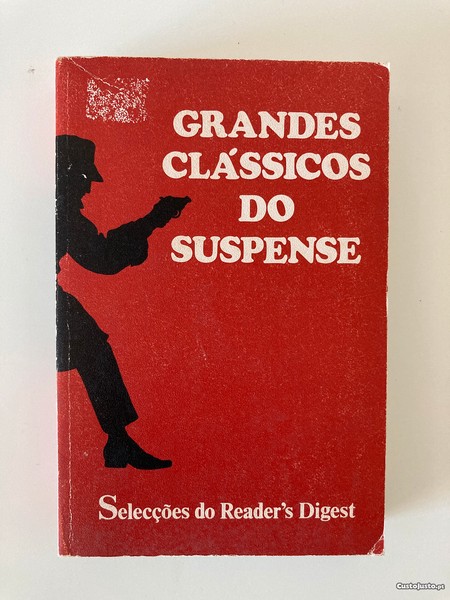 GRANDES
CLÁSSICOS
DO
SUSPENSE
Selecções do Reader's Digest
CustoJusto.pt